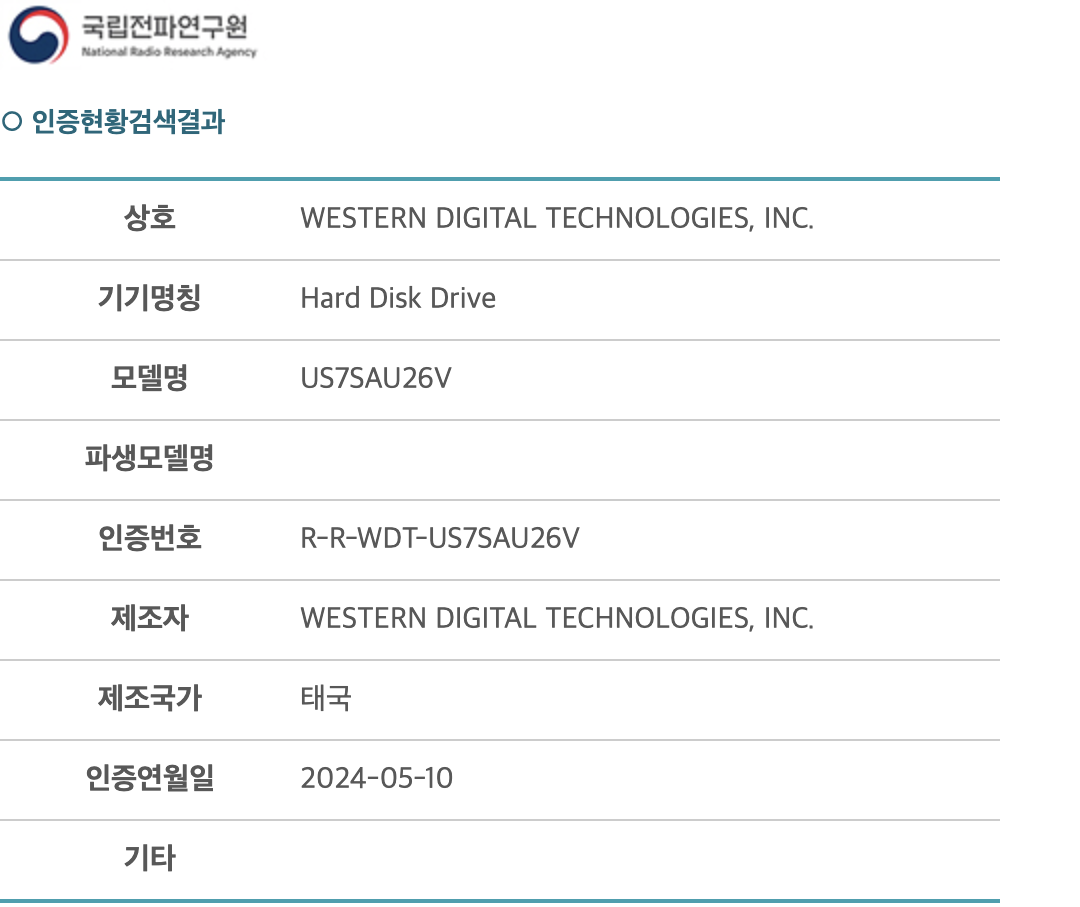 국립전파연구원
National Radio Research Agency
인증현황검색결과
상호 WESTERN DIGITAL TECHNOLOGIES, INC.
기기명칭 Hard Disk Drive
모델명 US7SAU26V
파생모델명
인증번호 R-R-WDT-US7SAU26V
제조자 WESTERN DIGITAL TECHNOLOGIES, INC.
제조국가 태국
인증연월일 2024-05-10
기타